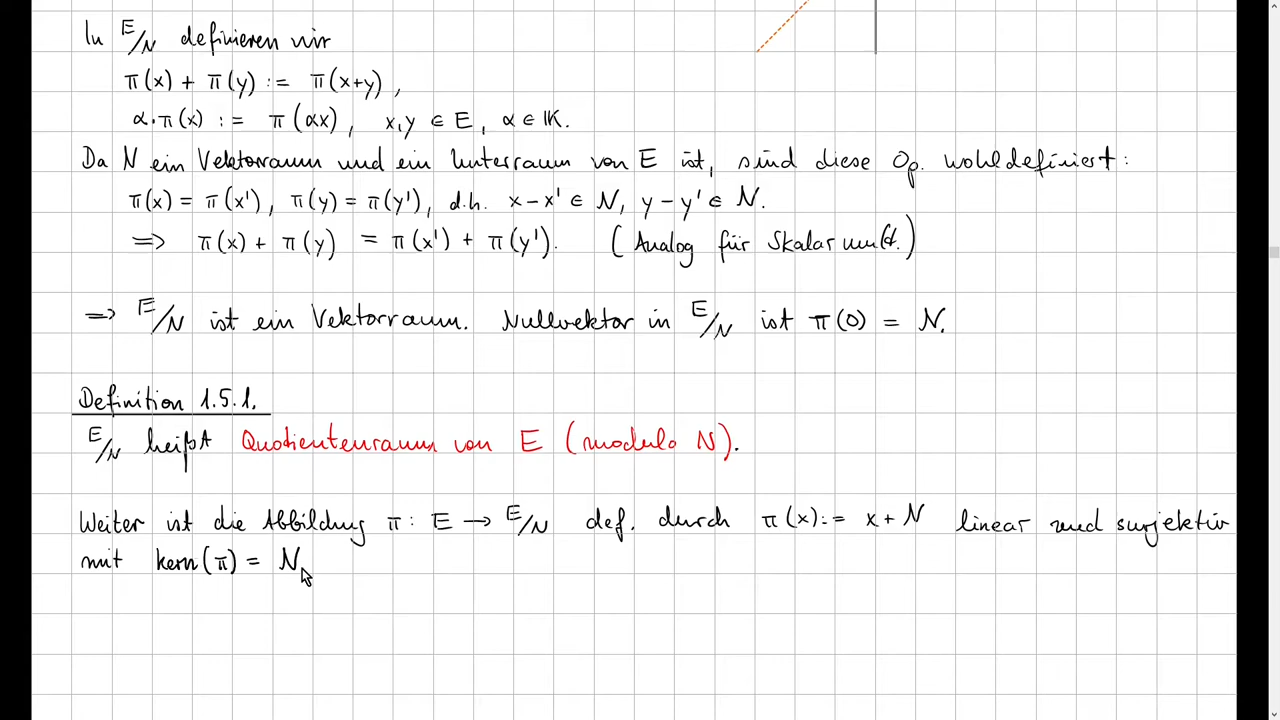 In E/N definieren wir
π(x) + π(y) := π(x+y),
α·π(x) := π(αx), x,y ∈ E, α ∈ 𝕂.
Da N ein Vektorraum und ein Unterraum von E ist, sind diese Op. wohldefiniert:
π(x) = π(x'), π(y) = π(y'), d.h. x-x' ∈ N, y-y' ∈ N.
⟹ π(x) + π(y) = π(x') + π(y'). (Analog für Skalarmult.)
⟹ E/N ist ein Vektorraum. Nullvektor in E/N ist π(0) = N.
Definition 1.5.1.
E/N heißt Quotientenraum von E (modulo N).
Weiter ist die Abbildung π: E → E/N def. durch π(x) := x + N linear und surjektiv
mit kern(π) = N